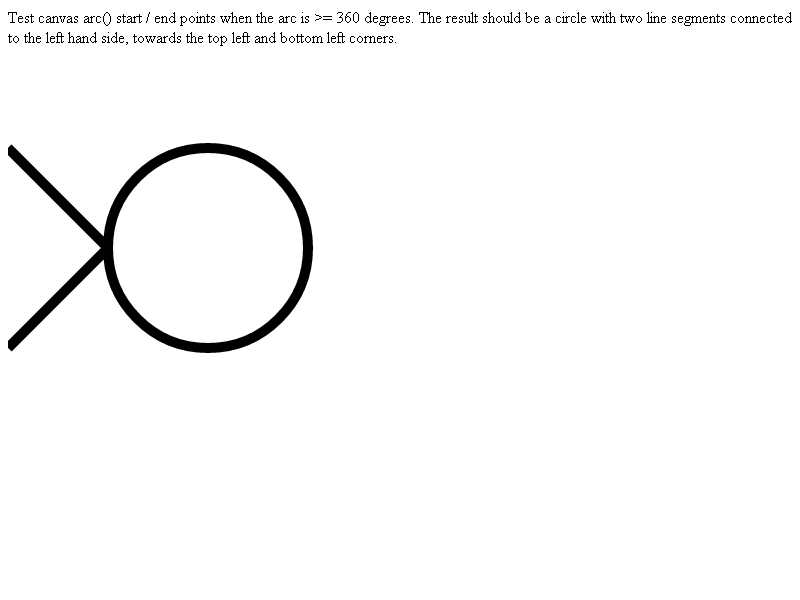 Test canvas arc() start / end points when the arc is >= 360 degrees. The result should be a circle with two line segments connected
to the left hand side, towards the top left and bottom left corners.